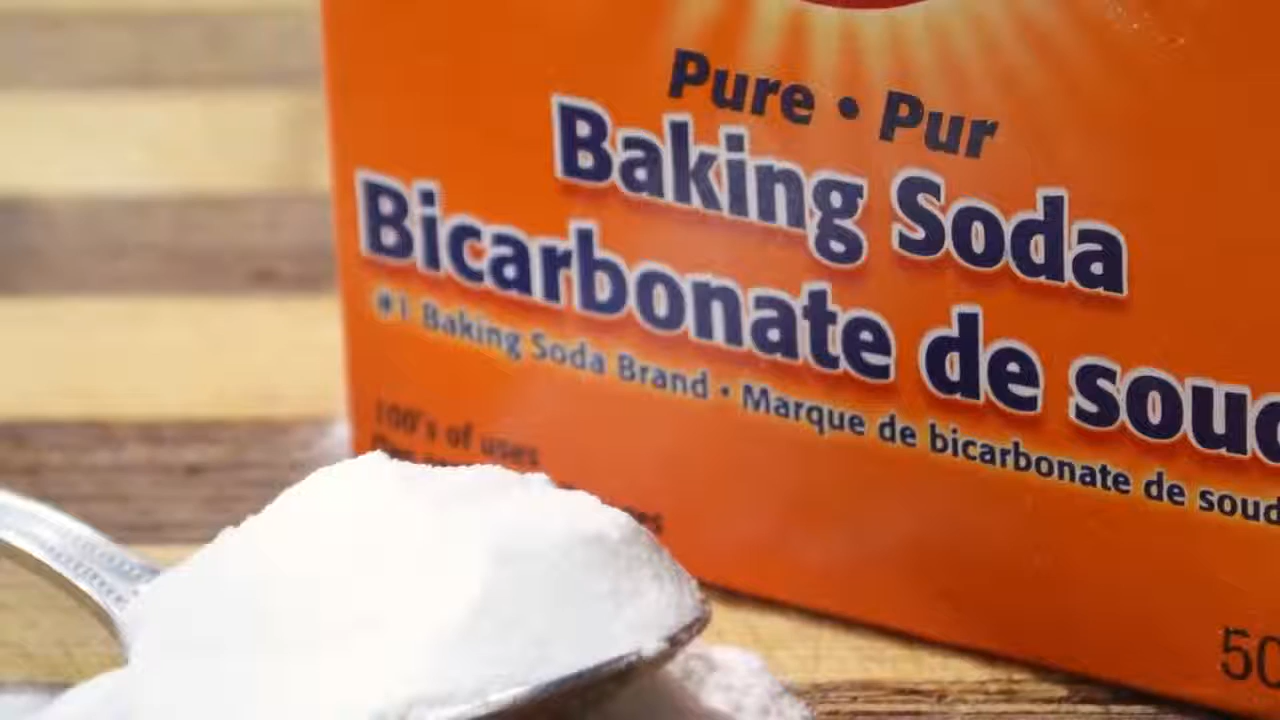 Pure • Pur
Baking Soda
Bicarbonate de soud
#1 Baking Soda Brand • Marque de bicarbonate de soud
100's of uses
50